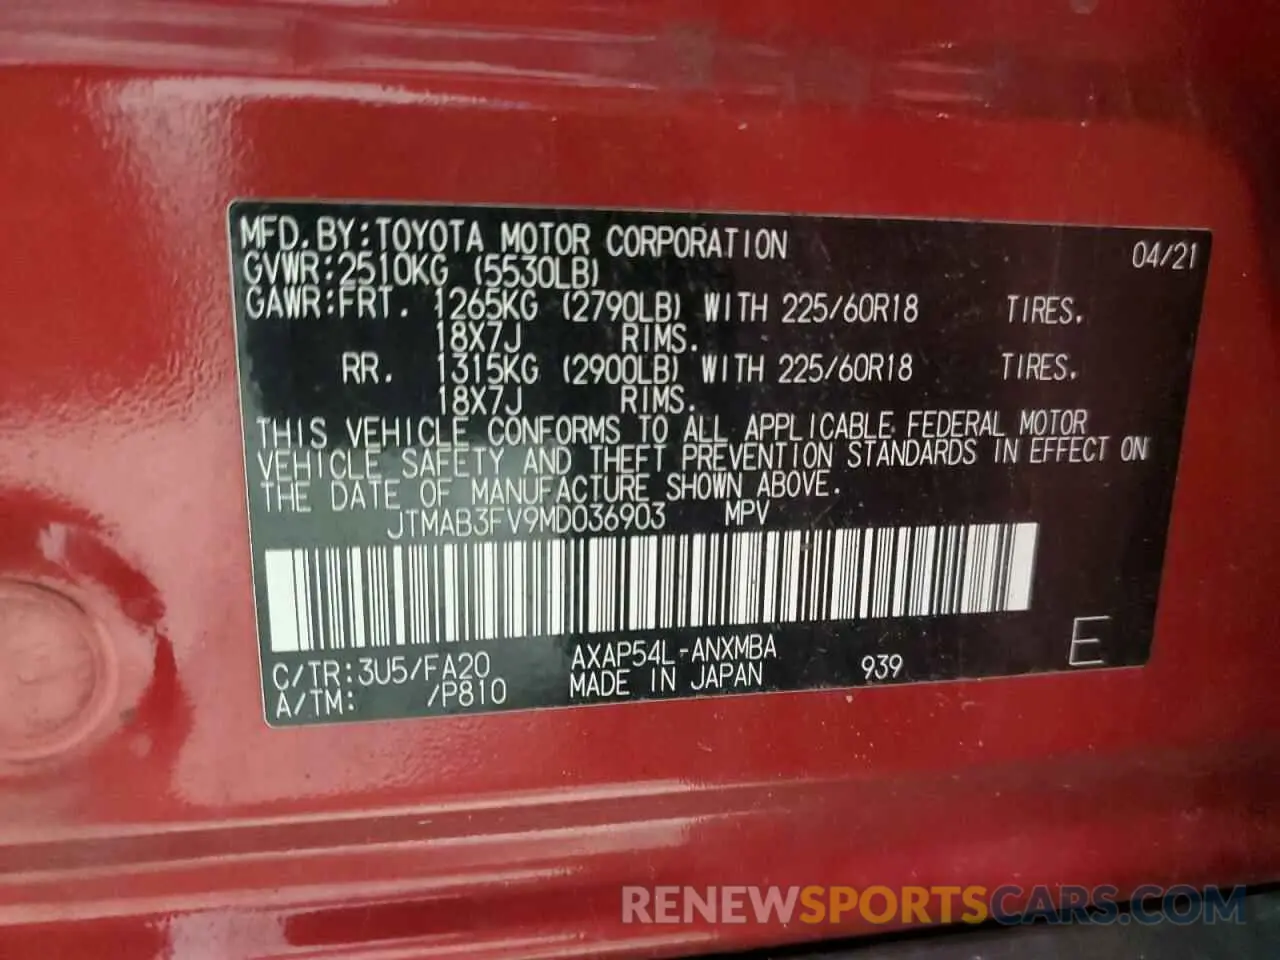 MFD. BY: TOYOTA MOTOR CORPORATION 04/21
GVWR: 2510KG (5530LB)
GAWR: FRT. 1265KG (2790LB) WITH 225/60R18 TIRES.
18X7J RIMS.
RR. 1315KG (2900LB) WITH 225/60R18 TIRES.
18X7J RIMS.
THIS VEHICLE CONFORMS TO ALL APPLICABLE FEDERAL MOTOR
VEHICLE SAFETY AND THEFT PREVENTION STANDARDS IN EFFECT ON
THE DATE OF MANUFACTURE SHOWN ABOVE.
JTMAB3FV9MD036903 MPV
C/TR: 3U5/FA20 AXAP54L-ANXMBA
A/TM: /P810 MADE IN JAPAN 939 E
RENEWSPORTSCARS.COM